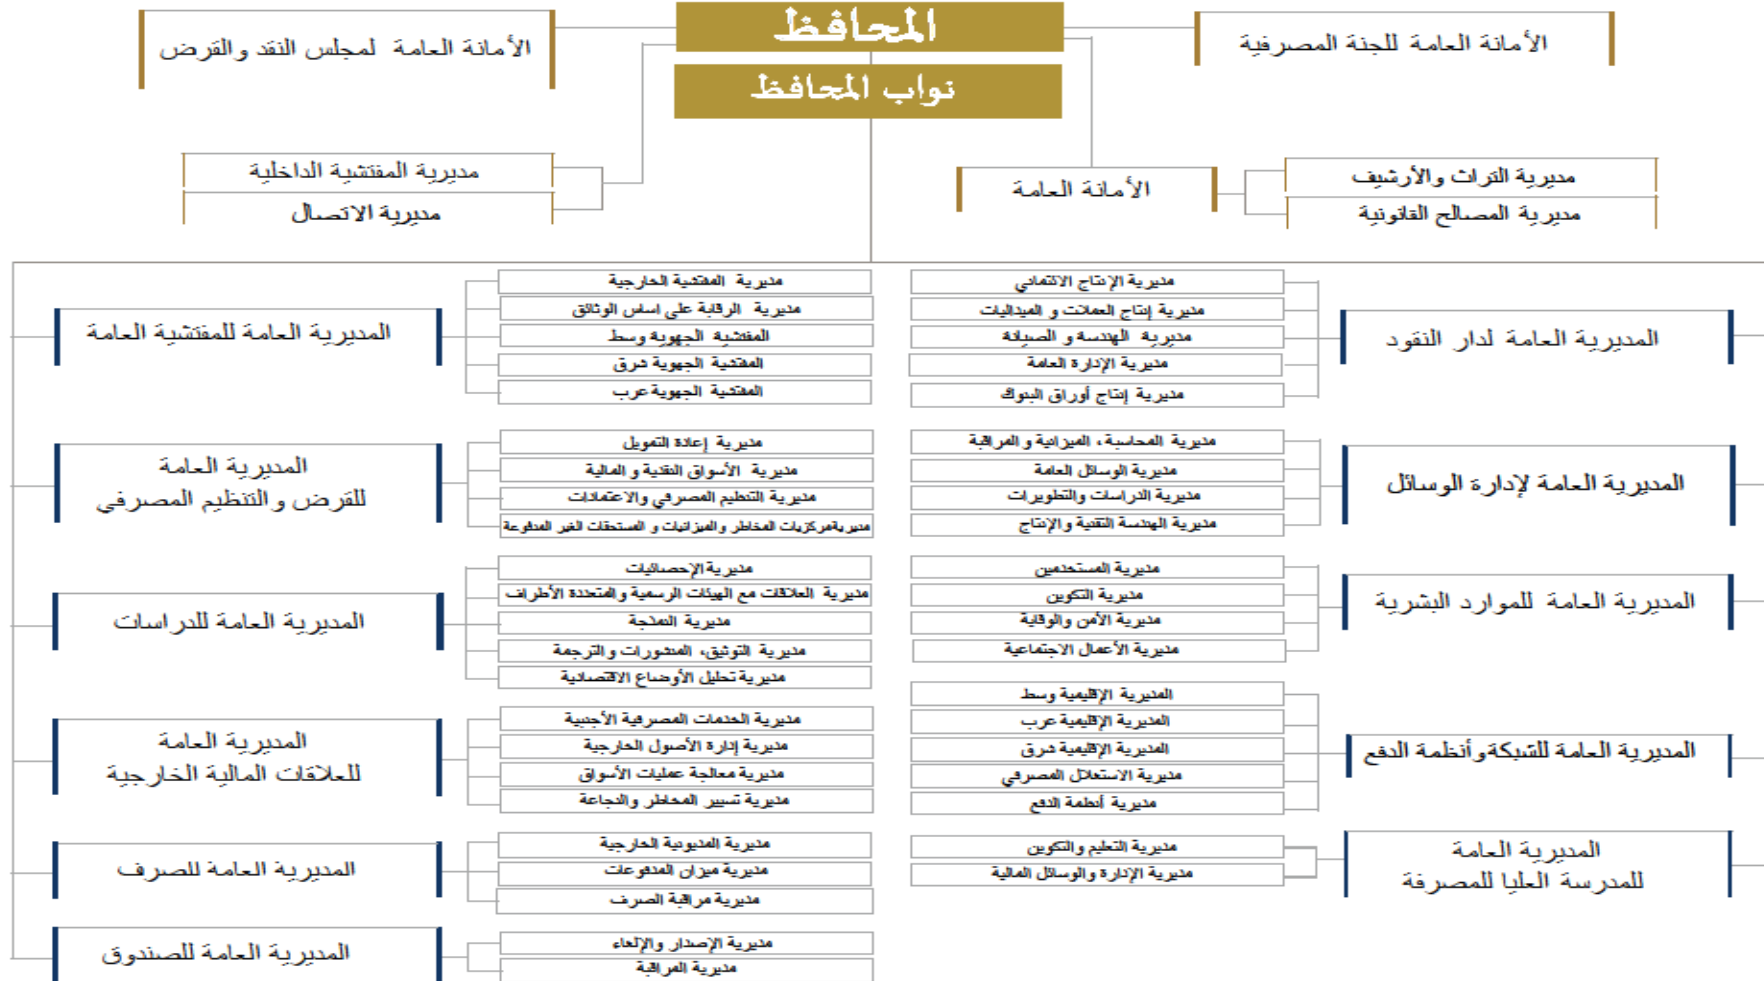 المحافظ
نواب المحافظ
الأمانة العامة للجنة المصرفية
الأمانة العامة لمجلس النقد والقرض
الأمانة العامة
مديرية التراث والأرشيف
مديرية المصالح القانونية
مديرية المفتشية الداخلية
مديرية الاتصال
المديرية العامة لدار النقود
مديرية الإنتاج الائتماني
مديرية إنتاج العملات و الميداليات
مديرية الهندسة و الصيانة
مديرية الإدارة العامة
مديرية إنتاج أوراق البنوك
المديرية العامة لإدارة الوسائل
مديرية المحاسبة، الميزانية و المراقبة
مديرية الوسائل العامة
مديرية الدراسات والتطويرات
مديرية الهندسة التقنية والإنتاج
المديرية العامة للموارد البشرية
مديرية المستخدمين
مديرية التكوين
مديرية الأمن والوقاية
مديرية الأعمال الاجتماعية
المديرية العامة للشبكة وأنظمة الدفع
المديرية الإقليمية وسط
المديرية الإقليمية غرب
المديرية الإقليمية شرق
مديرية الاستغلال المصرفي
مديرية أنظمة الدفع
المديرية العامة
للمدرسة العليا للمصرفة
مديرية التعليم والتكوين
مديرية الإدارة والوسائل المالية
المديرية العامة للمفتشية العامة
مديرية المفتشية الخارجية
مديرية الرقابة على اساس الوثائق
المفتشية الجهوية وسط
المفتشية الجهوية شرق
المفتشية الجهوية غرب
المديرية العامة
للقرض والتنظيم المصرفي
مديرية إعادة التمويل
مديرية الأسواق النقدية و المالية
مديرية التنظيم المصرفي والاعتمادات
مديرية مركزيات المخاطر والميزانيات و المستحقات الغير المدفوعة
المديرية العامة للدراسات
مديرية الإحصائيات
مديرية العلاقات مع الهيئات الرسمية والمتعددة الأطراف
مديرية النمذجة
مديرية التوثيق، المنشورات والترجمة
مديرية تحليل الأوضاع الاقتصادية
المديرية العامة
للعلاقات المالية الخارجية
مديرية الخدمات المصرفية الأجنبية
مديرية إدارة الأصول الخارجية
مديرية معالجة عمليات الأسواق
مديرية تسيير المخاطر والنجاعة
المديرية العامة للصرف
مديرية المديونية الخارجية
مديرية ميزان المدفوعات
مديرية مراقبة الصرف
المديرية العامة للصندوق
مديرية الإصدار والإلغاء
مديرية المراقبة